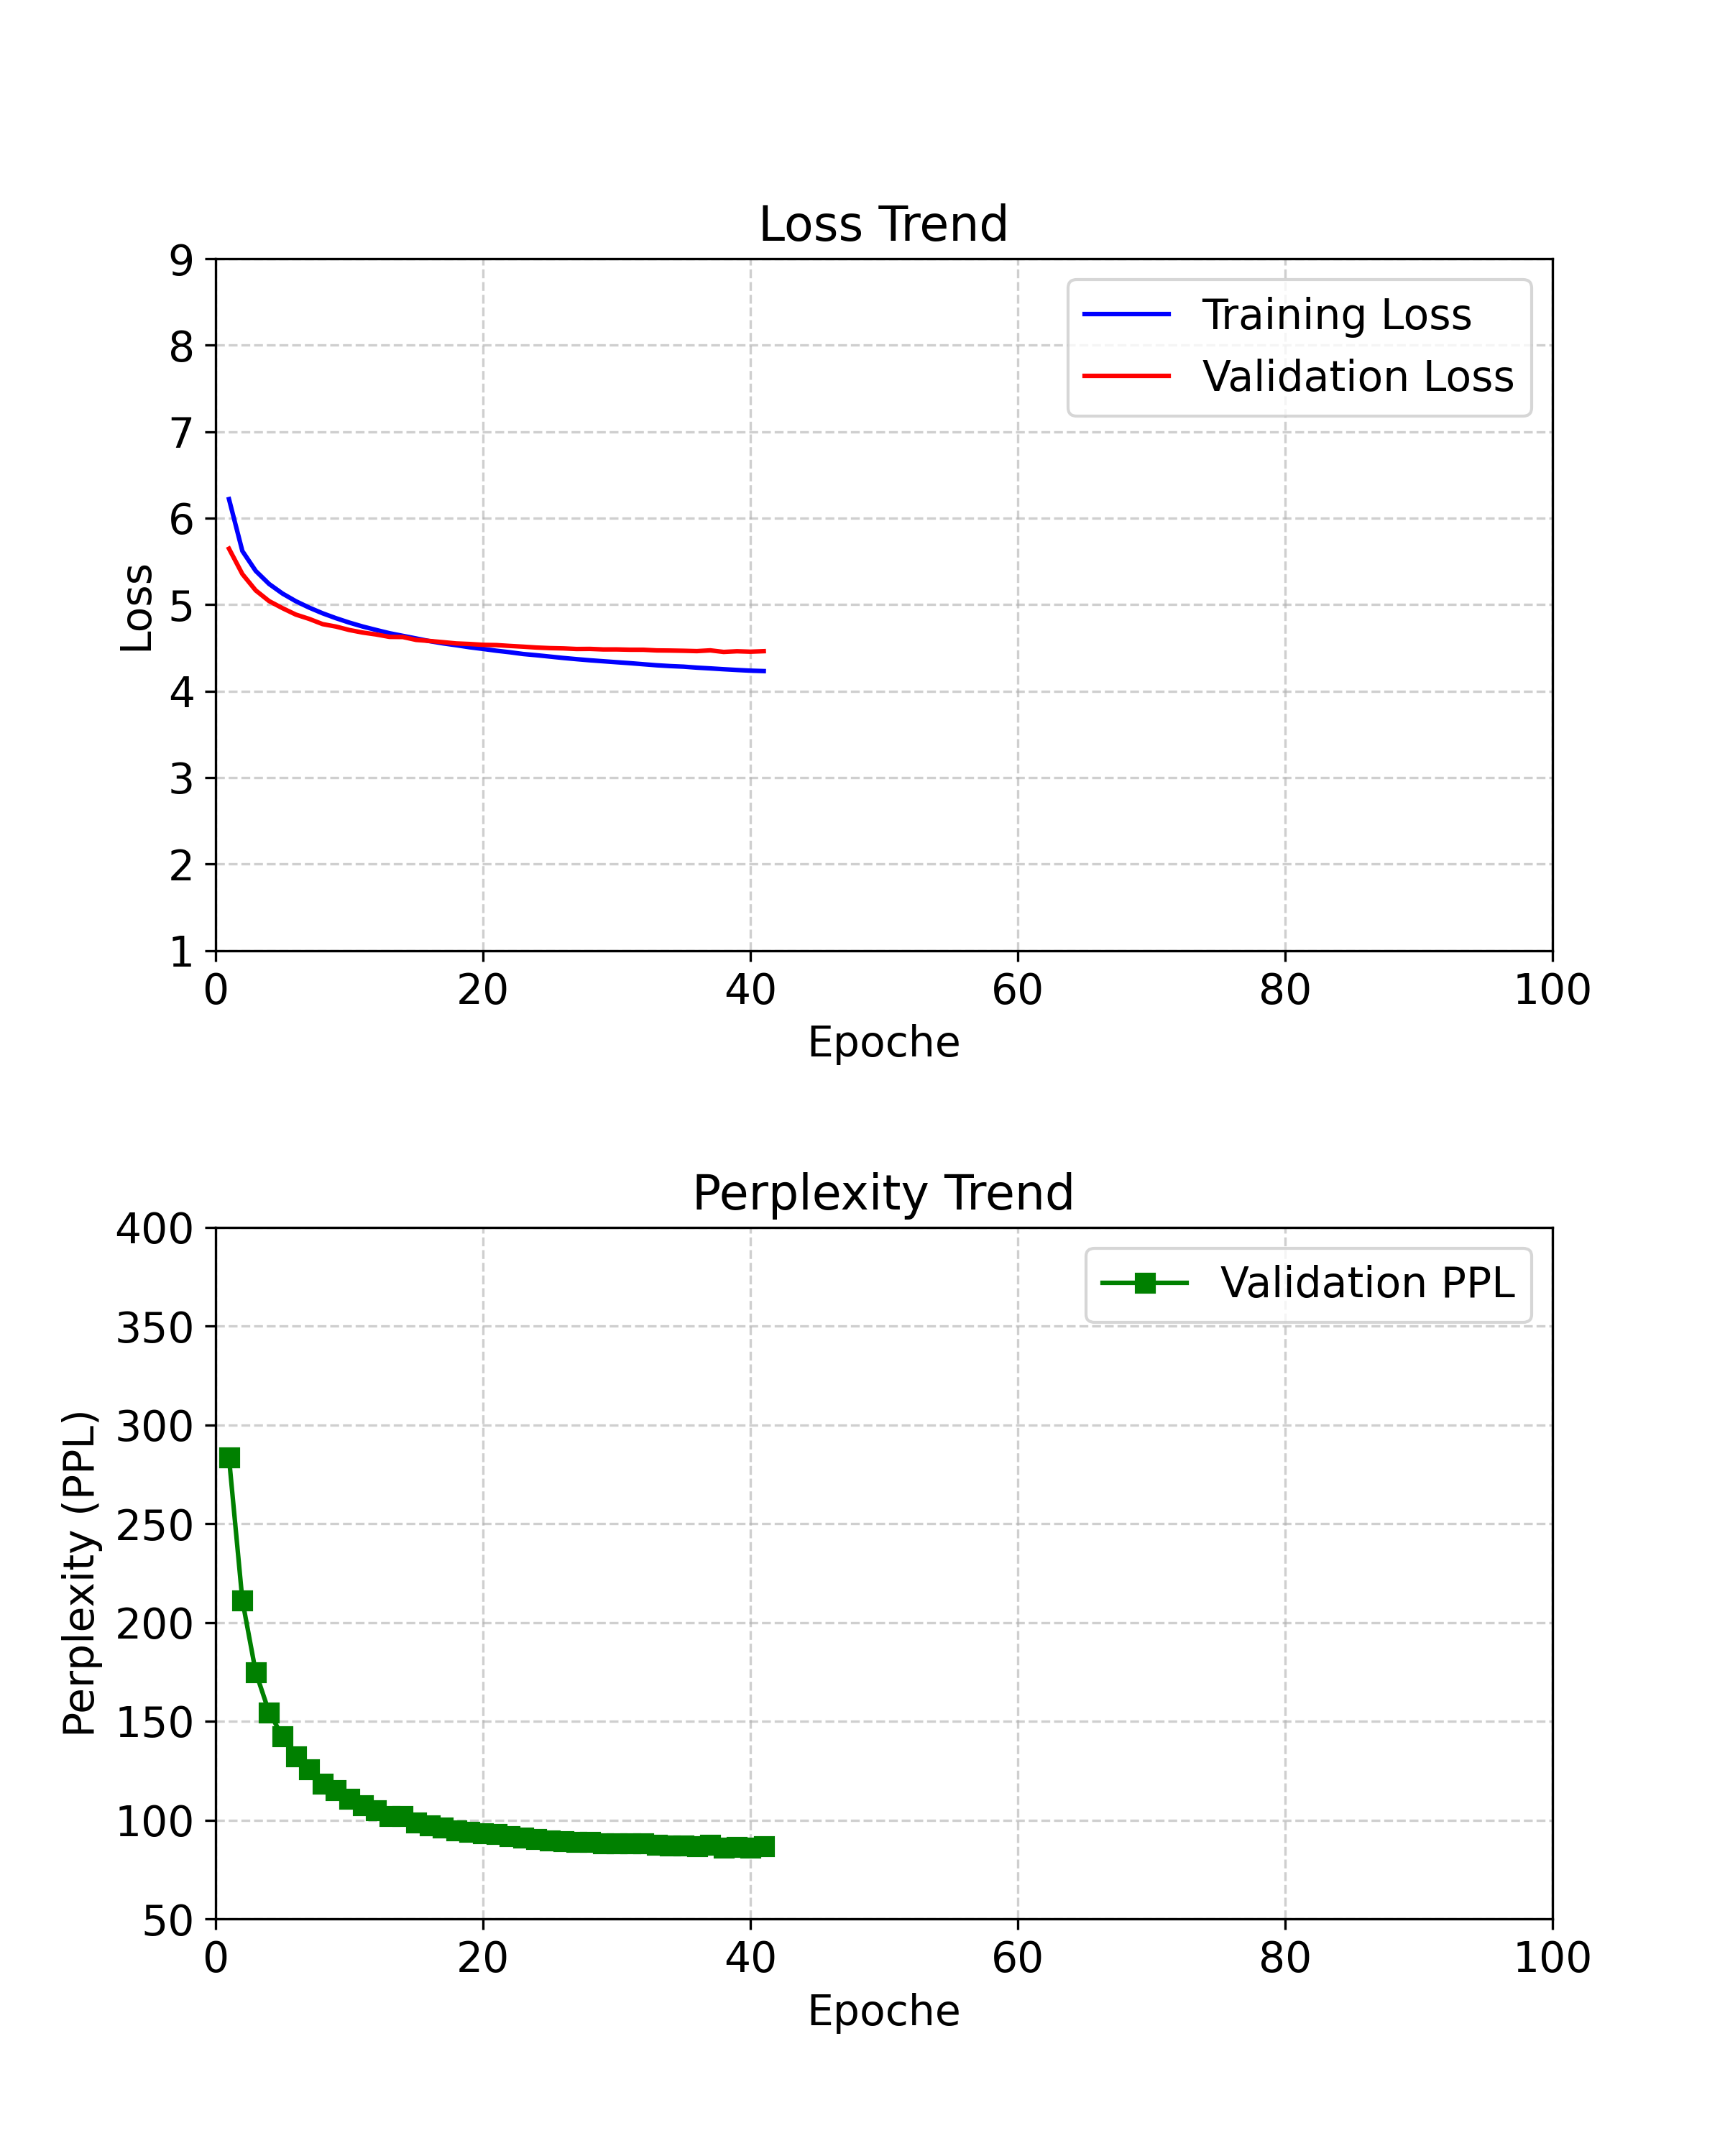 Loss Trend
9
8
7
6
5
4
3
2
1
Loss
Training Loss
Validation Loss
0 20 40 60 80 100
Epoche
Perplexity Trend
400
350
300
250
200
150
100
50
Perplexity (PPL)
Validation PPL
0 20 40 60 80 100
Epoche